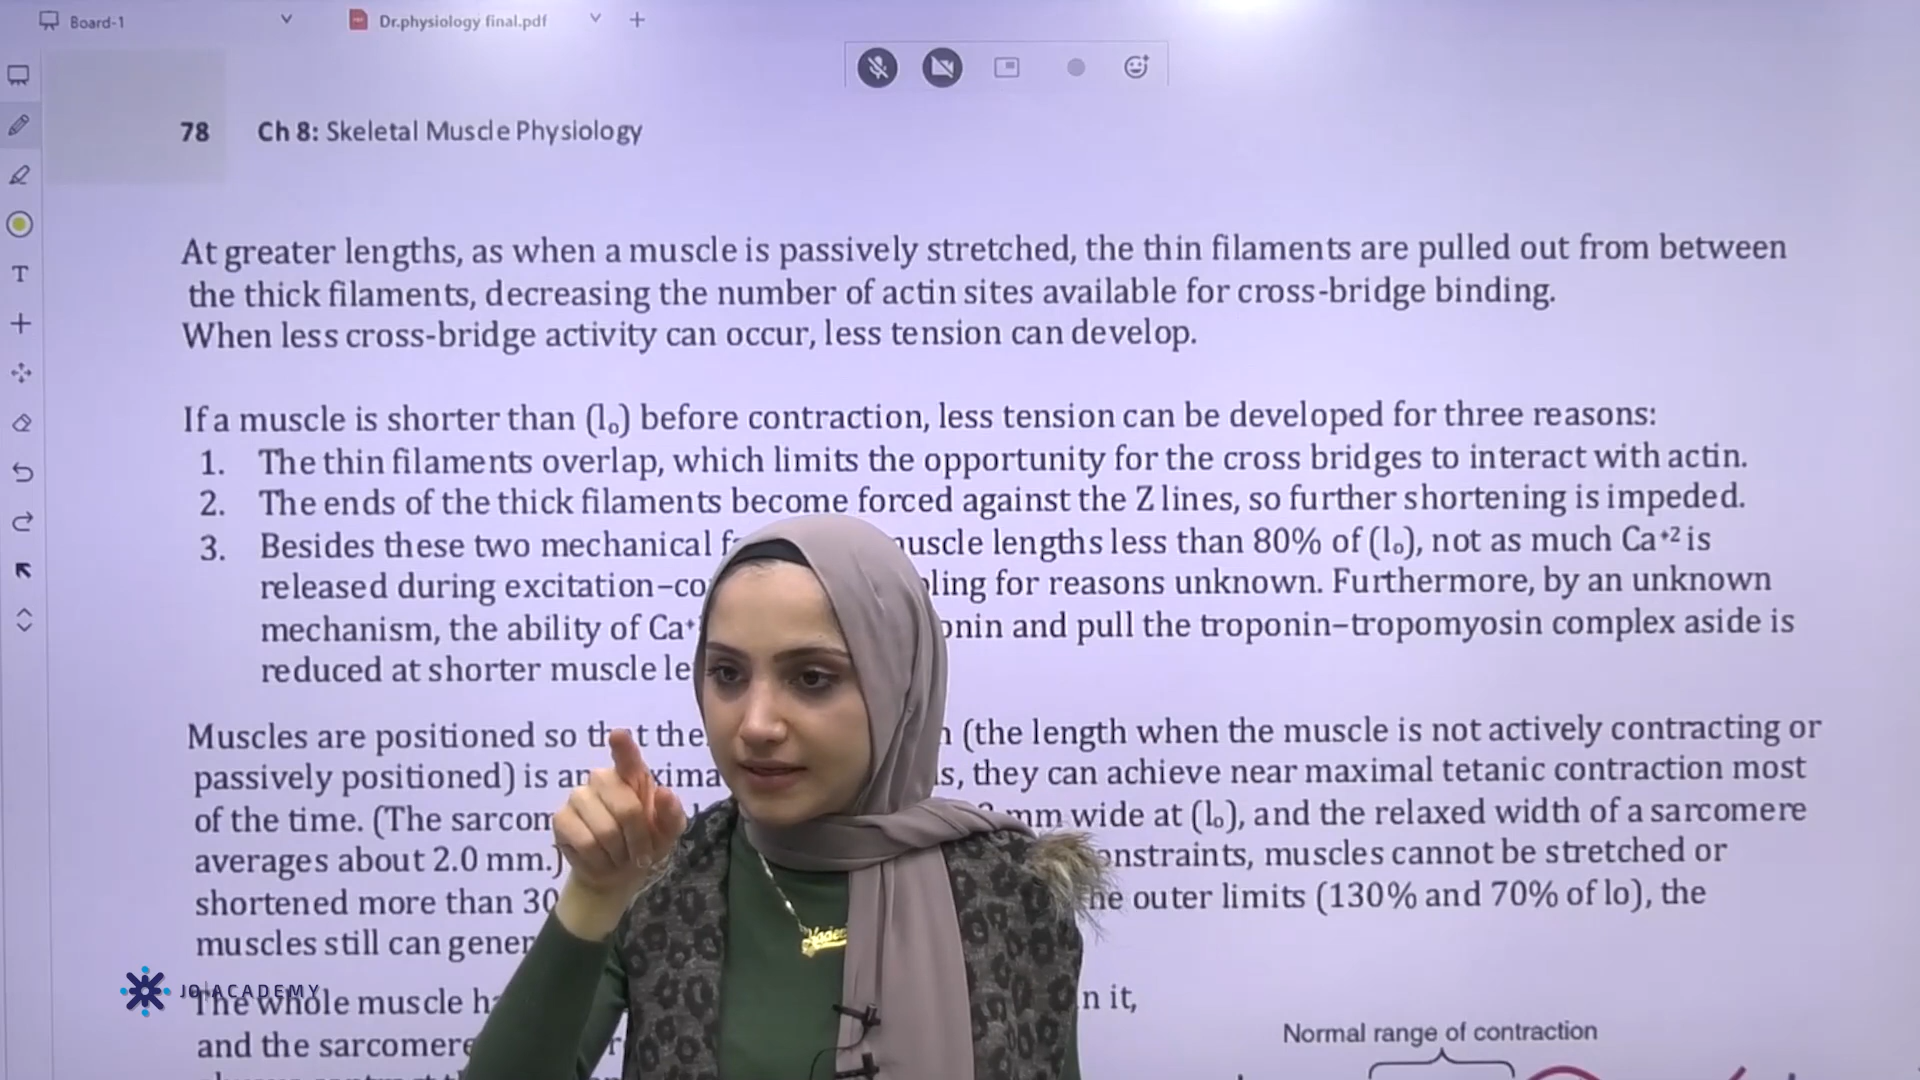 Board-1
Dr.physiology final.pdf
78 Ch 8: Skeletal Muscle Physiology
At greater lengths, as when a muscle is passively stretched, the thin filaments are pulled out from between
the thick filaments, decreasing the number of actin sites available for cross-bridge binding.
When less cross-bridge activity can occur, less tension can develop.
If a muscle is shorter than (lₒ) before contraction, less tension can be developed for three reasons:
1. The thin filaments overlap, which limits the opportunity for the cross bridges to interact with actin.
2. The ends of the thick filaments become forced against the Z lines, so further shortening is impeded.
3. Besides these two mechanical lengths less than 80% of (lₒ), not as much Ca⁺² is
released during excitation–co ling for reasons unknown. Furthermore, by an unknown
mechanism, the ability of Ca⁺ and pull the troponin–tropomyosin complex aside is
reduced at shorter muscle le
Muscles are positioned so that the (the length when the muscle is not actively contracting or
passively positioned) is they can achieve near maximal tetanic contraction most
of the time. (The sarcom mm wide at (lₒ), and the relaxed width of a sarcomere
averages about 2.0 mm.) onstraints, muscles cannot be stretched or
shortened more than 30 he outer limits (130% and 70% of lo), the
muscles still can gener
JO ACADEMY
The whole muscle ha n it,
and the sarcomere
Normal range of contraction